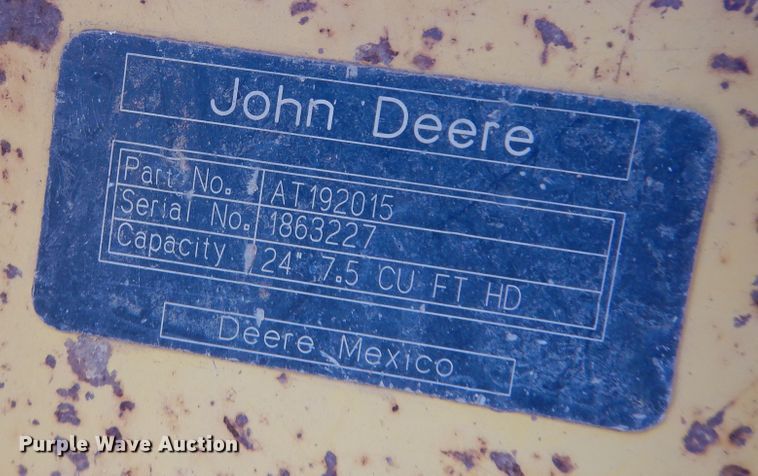 John Deere
Part No. AT192015
Serial No. 1863227
Capacity 24" 7.5 CU FT HD
Deere Mexico
Purple Wave Auction